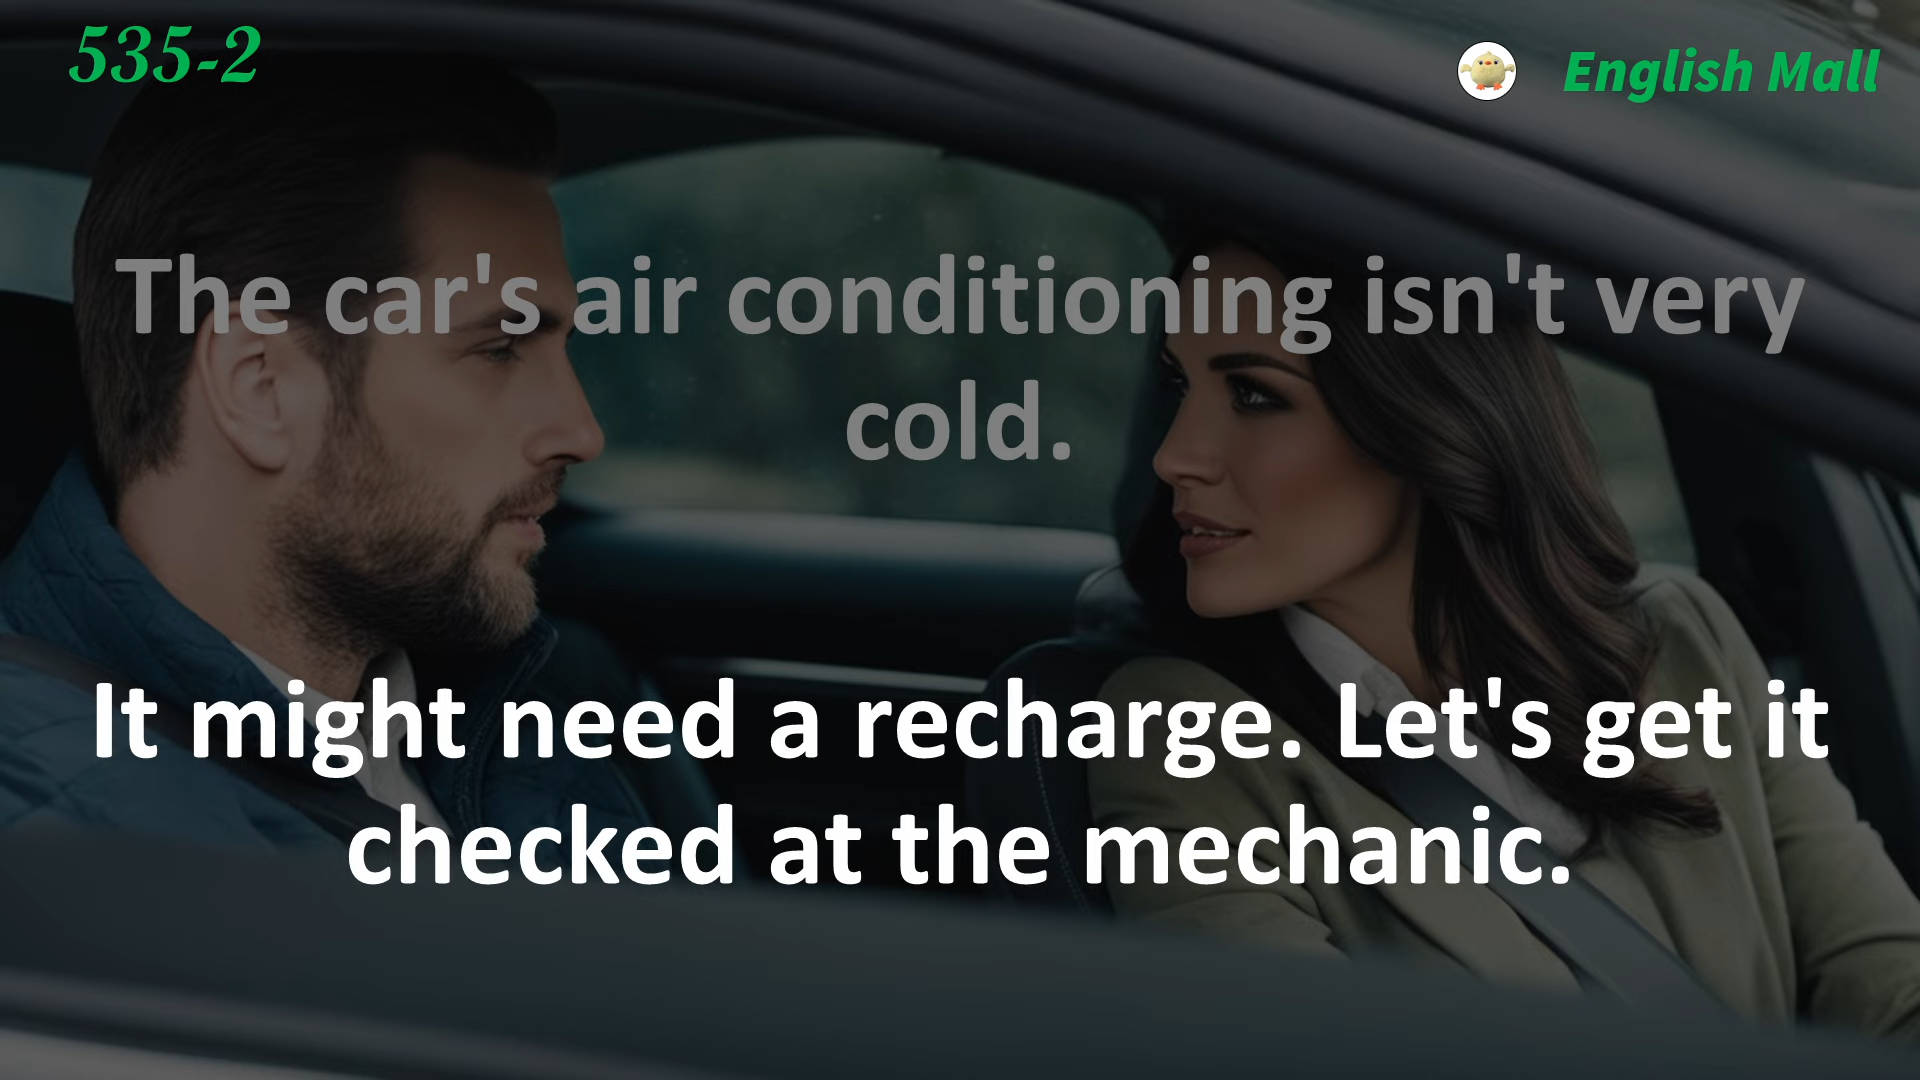 535-2
English Mall
The car's air conditioning isn't very
cold.
It might need a recharge. Let's get it
checked at the mechanic.